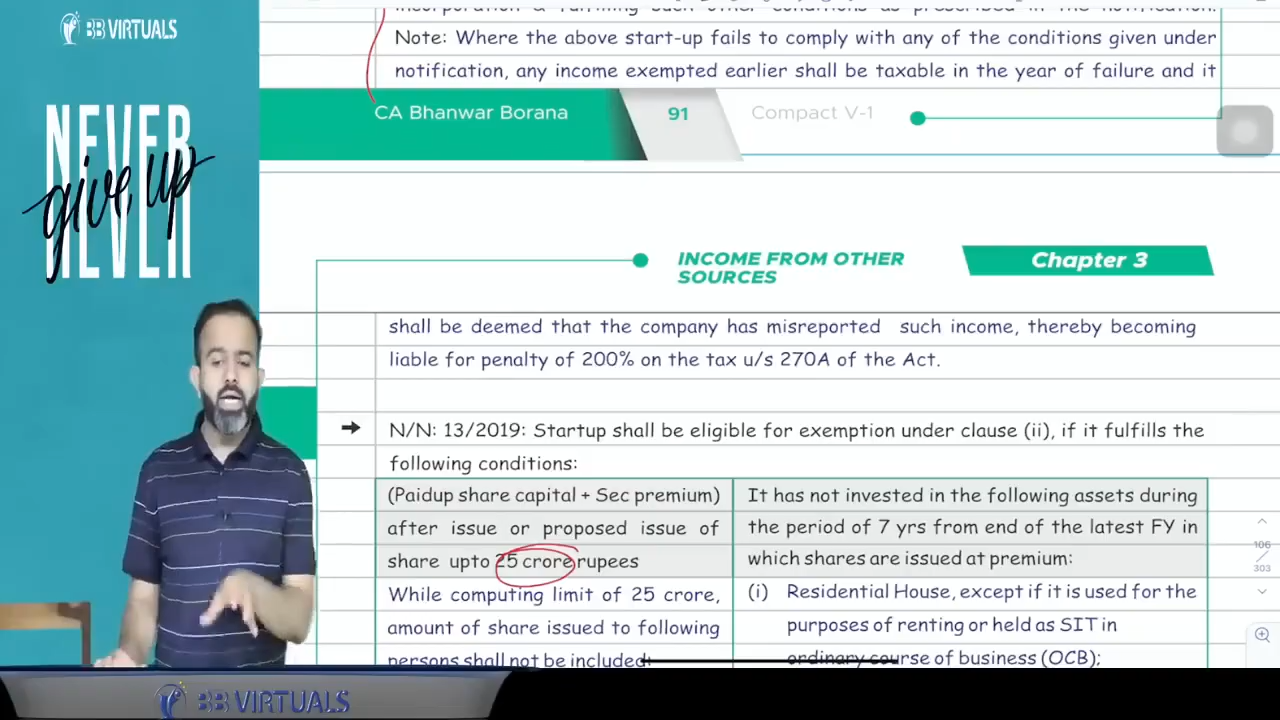 BB VIRTUALS
NEVER
give up
NEVER
Note: Where the above start-up fails to comply with any of the conditions given under
notification, any income exempted earlier shall be taxable in the year of failure and it
CA Bhanwar Borana
91
Compact V-1
INCOME FROM OTHER
SOURCES
Chapter 3
shall be deemed that the company has misreported such income, thereby becoming
liable for penalty of 200% on the tax u/s 270A of the Act.
N/N: 13/2019: Startup shall be eligible for exemption under clause (ii), if it fulfills the
following conditions:
(Paidup share capital + Sec premium)
after issue or proposed issue of
share upto 25 crore rupees
While computing limit of 25 crore,
amount of share issued to following
persons shall not be included:
It has not invested in the following assets during
the period of 7 yrs from end of the latest FY in
which shares are issued at premium:
(i) Residential House, except if it is used for the
purposes of renting or held as SIT in
ordinary course of business (OCB);
106
303
BB VIRTUALS